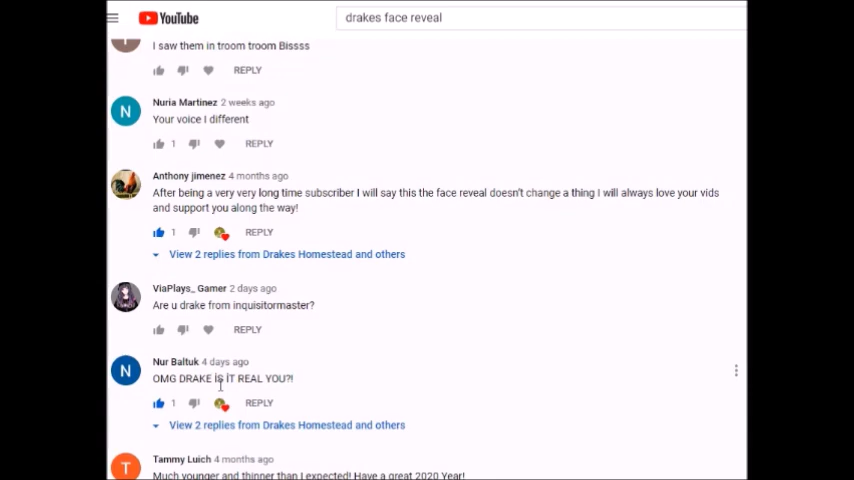 YouTube
drakes face reveal
I saw them in troom troom Bissss
REPLY
Nuria Martinez 2 weeks ago
N
Your voice I different
1 REPLY
Anthony jimenez 4 months ago
After being a very very long time subscriber I will say this the face reveal doesn't change a thing I will always love your vids
and support you along the way!
1 REPLY
View 2 replies from Drakes Homestead and others
ViaPlays_ Gamer 2 days ago
Are u drake from inquisitormaster?
REPLY
Nur Baltuk 4 days ago
N
OMG DRAKE İS İT REAL YOU?!
1 REPLY
View 2 replies from Drakes Homestead and others
Tammy Luich 4 months ago
T
Much younger and thinner than I expected! Have a great 2020 Year!